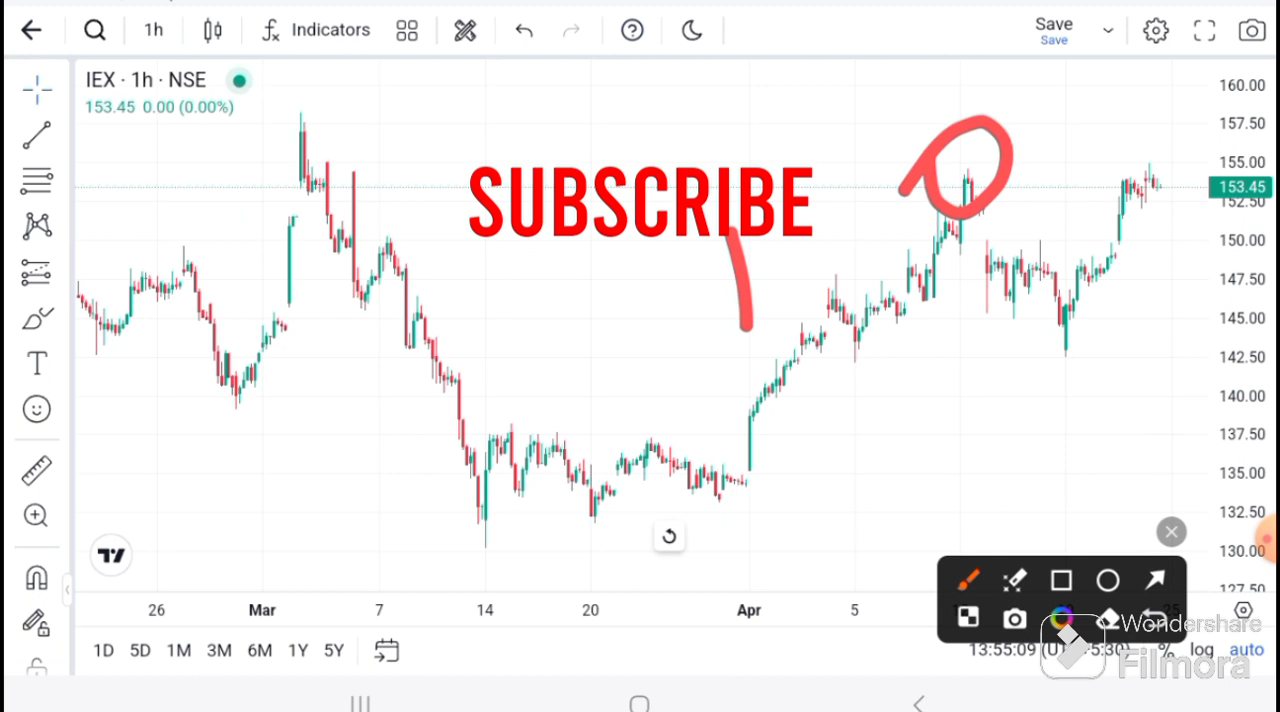 1h Indicators Save
Save
IEX · 1h · NSE
153.45 0.00 (0.00%)
SUBSCRIBE
160.00
157.50
155.00
153.45
152.50
150.00
147.50
145.00
142.50
140.00
137.50
135.00
132.50
130.00
127.50
26 Mar 7 14 20 Apr 5 25
1D 5D 1M 3M 6M 1Y 5Y
13:55:09 % log auto
Wondershare
Filmora